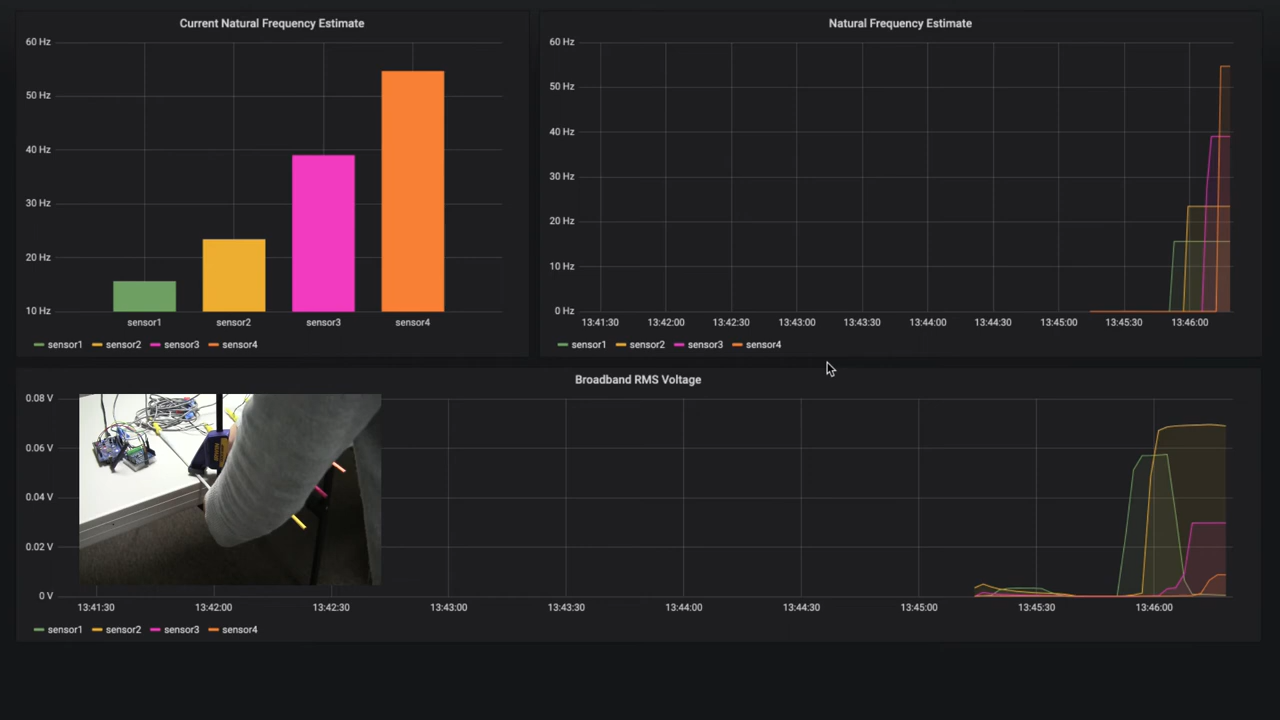 Current Natural Frequency Estimate
60 Hz
50 Hz
40 Hz
30 Hz
20 Hz
10 Hz
sensor1 sensor2 sensor3 sensor4
sensor1 sensor2 sensor3 sensor4
Natural Frequency Estimate
60 Hz
50 Hz
40 Hz
30 Hz
20 Hz
10 Hz
0 Hz
13:41:30 13:42:00 13:42:30 13:43:00 13:43:30 13:44:00 13:44:30 13:45:00 13:45:30 13:46:00
sensor1 sensor2 sensor3 sensor4
Broadband RMS Voltage
0.08 V
0.06 V
0.04 V
0.02 V
0 V
13:41:30 13:42:00 13:42:30 13:43:00 13:43:30 13:44:00 13:44:30 13:45:00 13:45:30 13:46:00
sensor1 sensor2 sensor3 sensor4